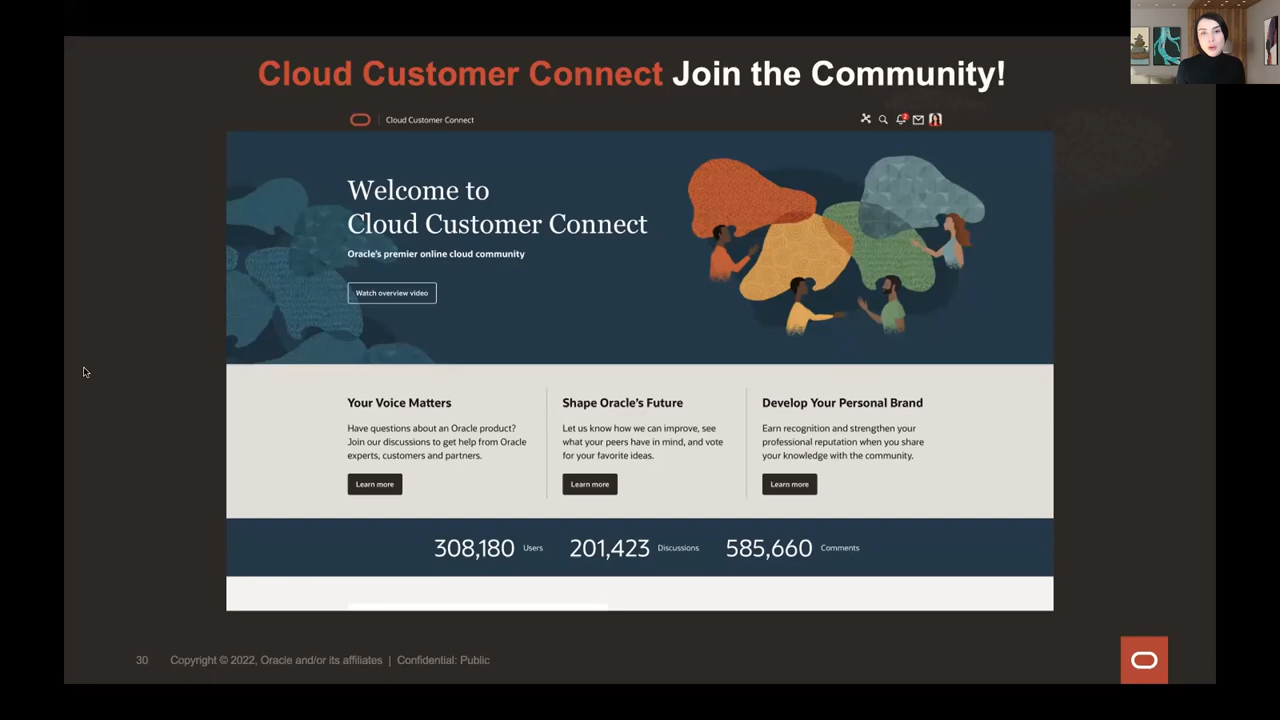 Cloud Customer Connect Join the Community!
Cloud Customer Connect
2
Welcome to
Cloud Customer Connect
Oracle's premier online cloud community
Watch overview video
Your Voice Matters
Have questions about an Oracle product?
Join our discussions to get help from Oracle
experts, customers and partners.
Learn more
Shape Oracle's Future
Let us know how we can improve, see
what your peers have in mind, and vote
for your favorite ideas.
Learn more
Develop Your Personal Brand
Earn recognition and strengthen your
professional reputation when you share
your knowledge with the community.
Learn more
308,180 Users 201,423 Discussions 585,660 Comments
30 Copyright © 2022, Oracle and/or its affiliates | Confidential: Public